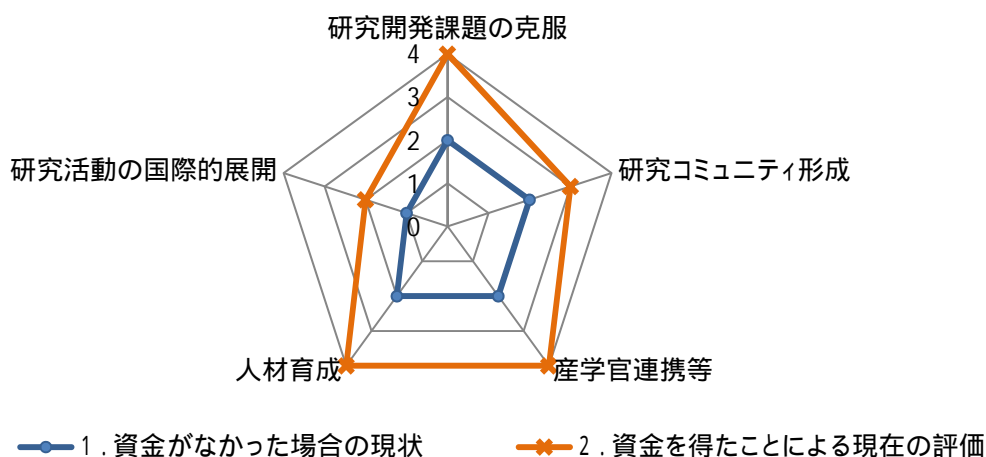 研究開発課題の克服
4
3
2
1
0
研究活動の国際的展開
研究コミュニティ形成
人材育成
産学官連携等
1．資金がなかった場合の現状
2．資金を得たことによる現在の評価